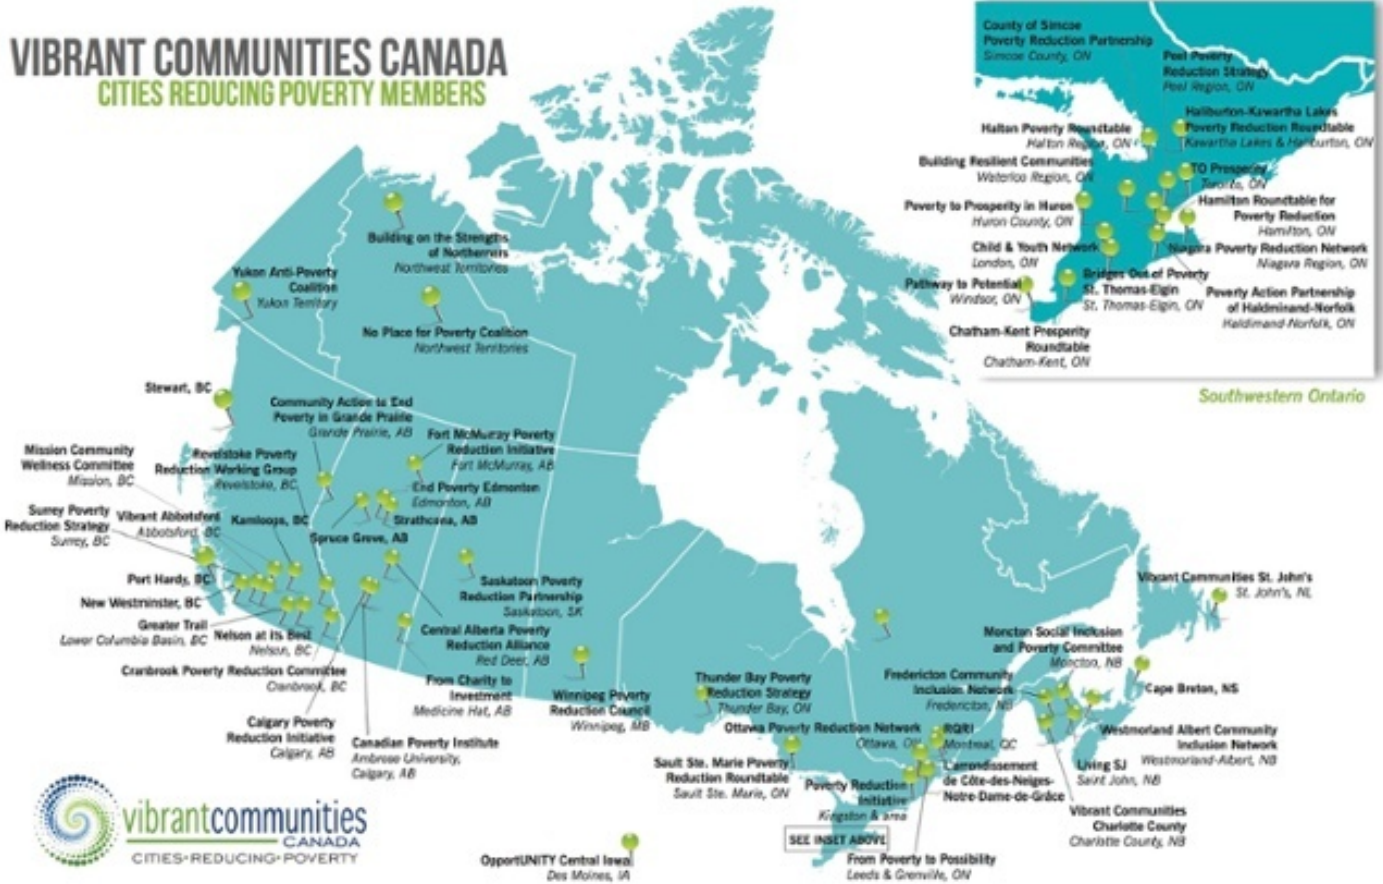 VIBRANT COMMUNITIES CANADA
CITIES REDUCING POVERTY MEMBERS
Building on the Strengths
of Northerners
Northwest Territories
Yukon Anti-Poverty
Coalition
Yukon Territory
No Place for Poverty Coalition
Northwest Territories
Stewart, BC
Community Action to End
Poverty in Grande Prairie
Grande Prairie, AB
Fort McMurray Poverty
Reduction Initiative
Fort McMurray, AB
Mission Community
Wellness Committee
Mission, BC
Revelstoke Poverty
Reduction Working Group
Revelstoke, BC
End Poverty Edmonton
Edmonton, AB
Strathcona, AB
Spruce Grove, AB
Surrey Poverty
Reduction Strategy
Surrey, BC
Vibrant Abbotsford
Abbotsford, BC
Kamloops, BC
Port Hardy, BC
New Westminster, BC
Greater Trail
Lower Columbia Basin, BC
Nelson at its Best
Nelson, BC
Cranbrook Poverty Reduction Committee
Cranbrook, BC
Saskatoon Poverty
Reduction Partnership
Saskatoon, SK
Central Alberta Poverty
Reduction Alliance
Red Deer, AB
From Charity to
Investment
Medicine Hat, AB
Calgary Poverty
Reduction Initiative
Calgary, AB
Canadian Poverty Institute
Ambrose University,
Calgary, AB
Winnipeg Poverty
Reduction Council
Winnipeg, MB
Thunder Bay Poverty
Reduction Strategy
Thunder Bay, ON
Ottawa Poverty Reduction Network
Ottawa, ON
Sault Ste. Marie Poverty
Reduction Roundtable
Sault Ste. Marie, ON
Poverty Reduction
Initiative
Kingston & area
SEE INSET ABOVE
From Poverty to Possibility
Leeds & Grenville, ON
RQRI
Montreal, QC
L'arrondissement
de Côte-des-Neiges-
Notre-Dame-de-Grâce
Vibrant Communities St. John's
St. John's, NL
Moncton Social Inclusion
and Poverty Committee
Moncton, NB
Fredericton Community
Inclusion Network
Fredericton, NB
Cape Breton, NS
Westmorland Albert Community
Inclusion Network
Westmorland-Albert, NB
Living SJ
Saint John, NB
Vibrant Communities
Charlotte County
Charlotte County, NB
OpportUNITY Central Iowa
Des Moines, IA
vibrantcommunities
CANADA
CITIES•REDUCING•POVERTY
County of Simcoe
Poverty Reduction Partnership
Simcoe County, ON
Peel Poverty
Reduction Strategy
Peel Region, ON
Haliburton-Kawartha Lakes
Poverty Reduction Roundtable
Kawartha Lakes & Haliburton, ON
Halton Poverty Roundtable
Halton Region, ON
Building Resilient Communities
Waterloo Region, ON
TO Prosperity
Toronto, ON
Poverty to Prosperity in Huron
Huron County, ON
Hamilton Roundtable for
Poverty Reduction
Hamilton, ON
Child & Youth Network
London, ON
Niagara Poverty Reduction Network
Niagara Region, ON
Pathway to Potential
Windsor, ON
Bridges Out of Poverty
St. Thomas-Elgin
St. Thomas-Elgin, ON
Poverty Action Partnership
of Haldminand-Norfolk
Haldimand-Norfolk, ON
Chatham-Kent Prosperity
Roundtable
Chatham-Kent, ON
Southwestern Ontario